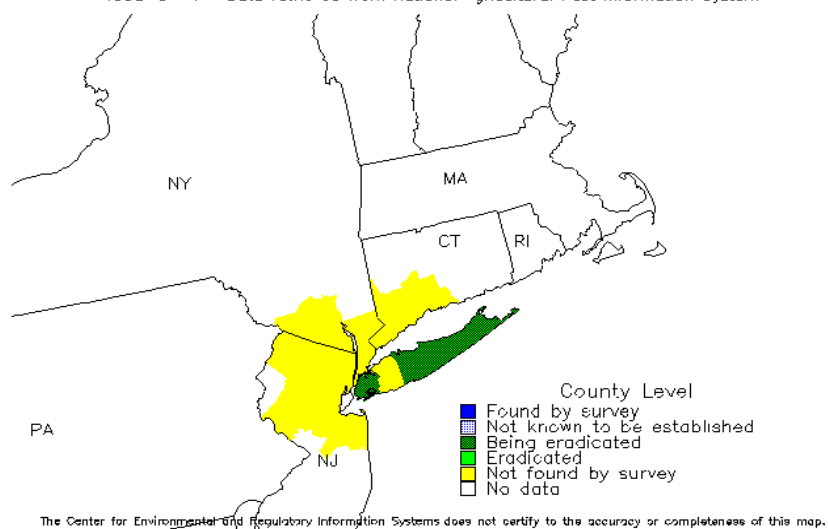 NY
MA
CT
RI
PA
NJ
County Level
Found by survey
Not known to be established
Being eradicated
Eradicated
Not found by survey
No data
The Center for Environmental and Regulatory Information Systems does not certify to the accuracy or completeness of this map.